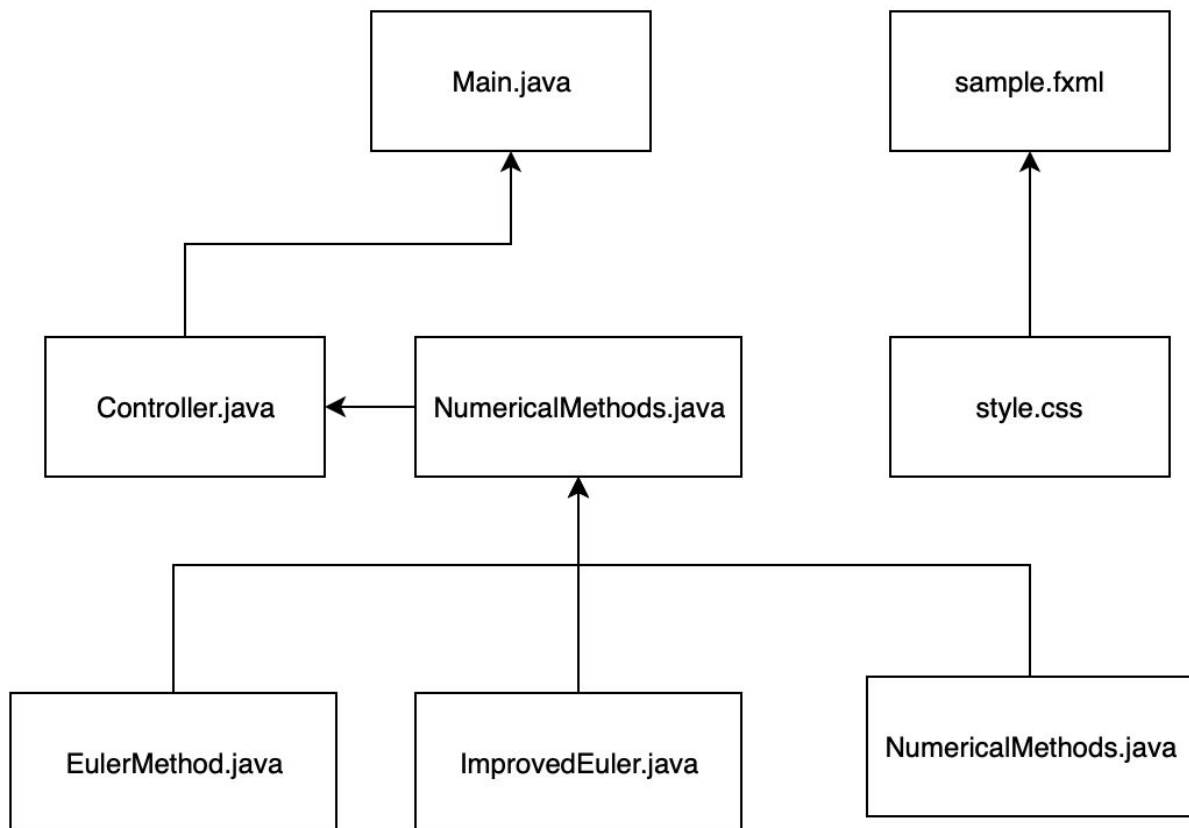 Main.java
sample.fxml
Controller.java
NumericalMethods.java
style.css
EulerMethod.java
ImprovedEuler.java
NumericalMethods.java